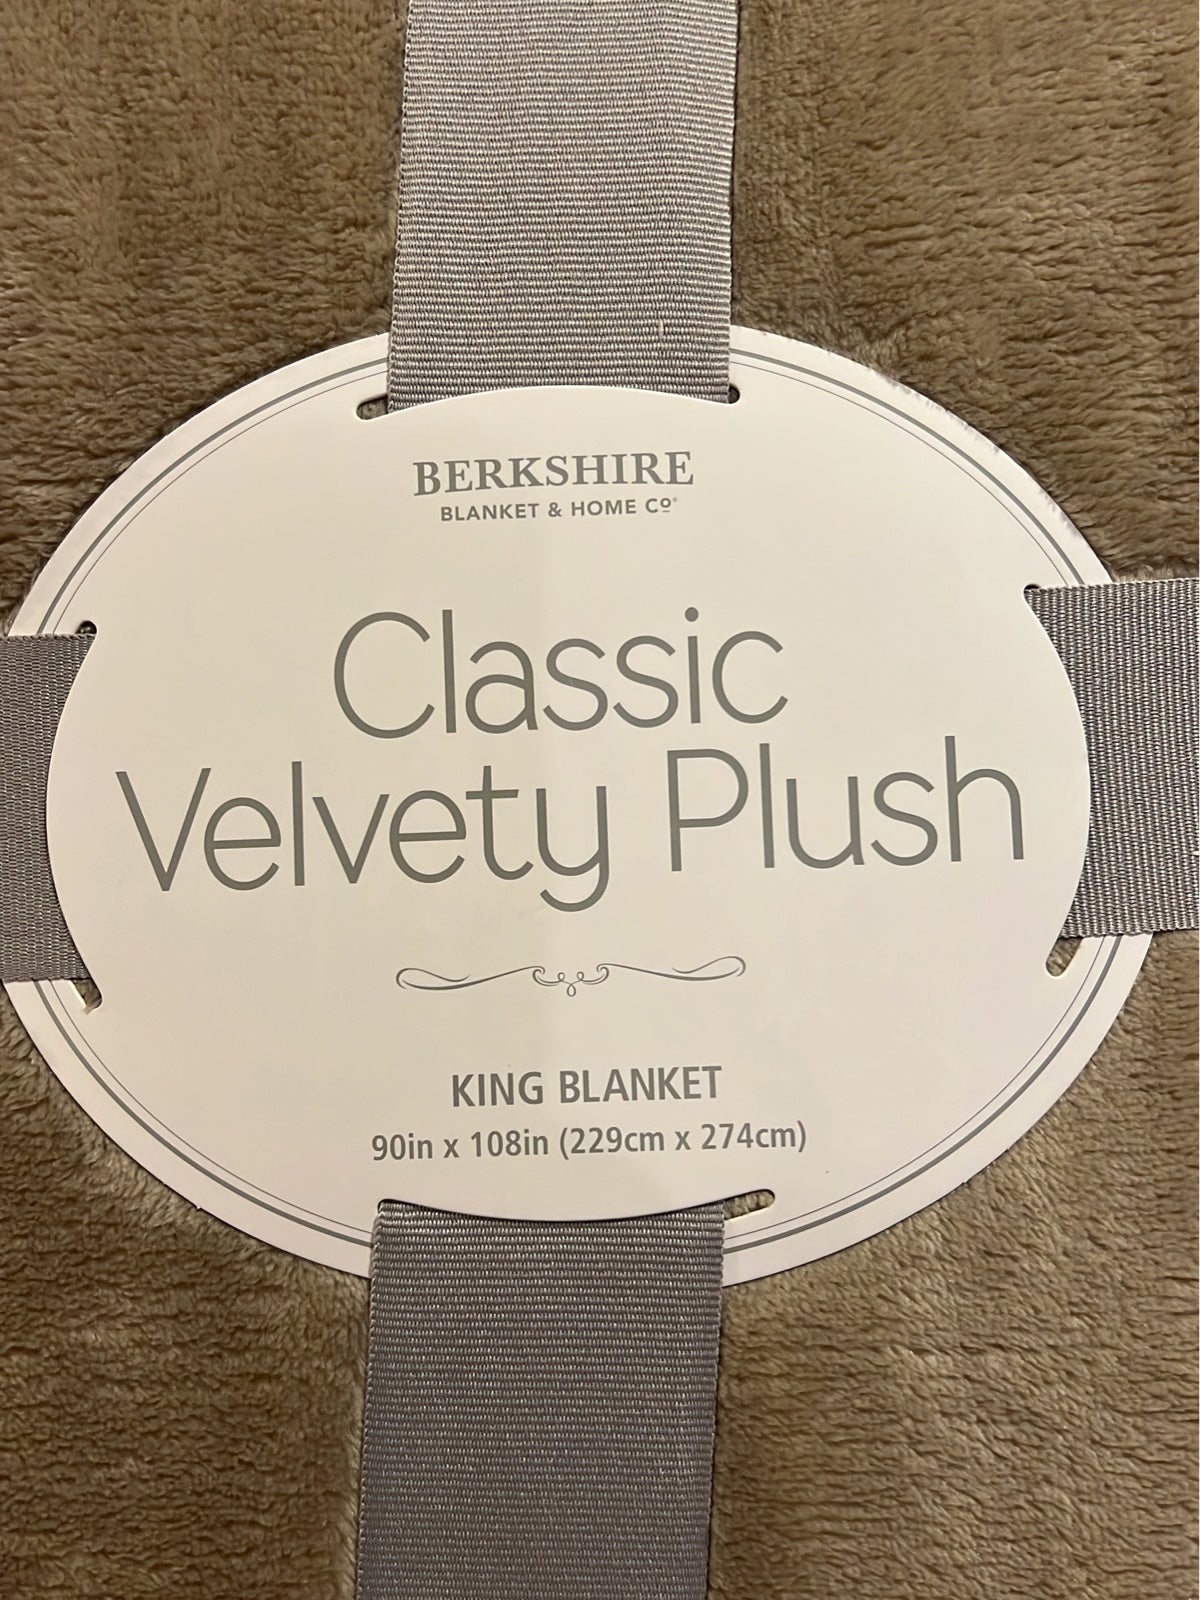 BERKSHIRE
BLANKET & HOME Cº®
Classic
Velvety Plush
KING BLANKET
90in x 108in (229cm x 274cm)